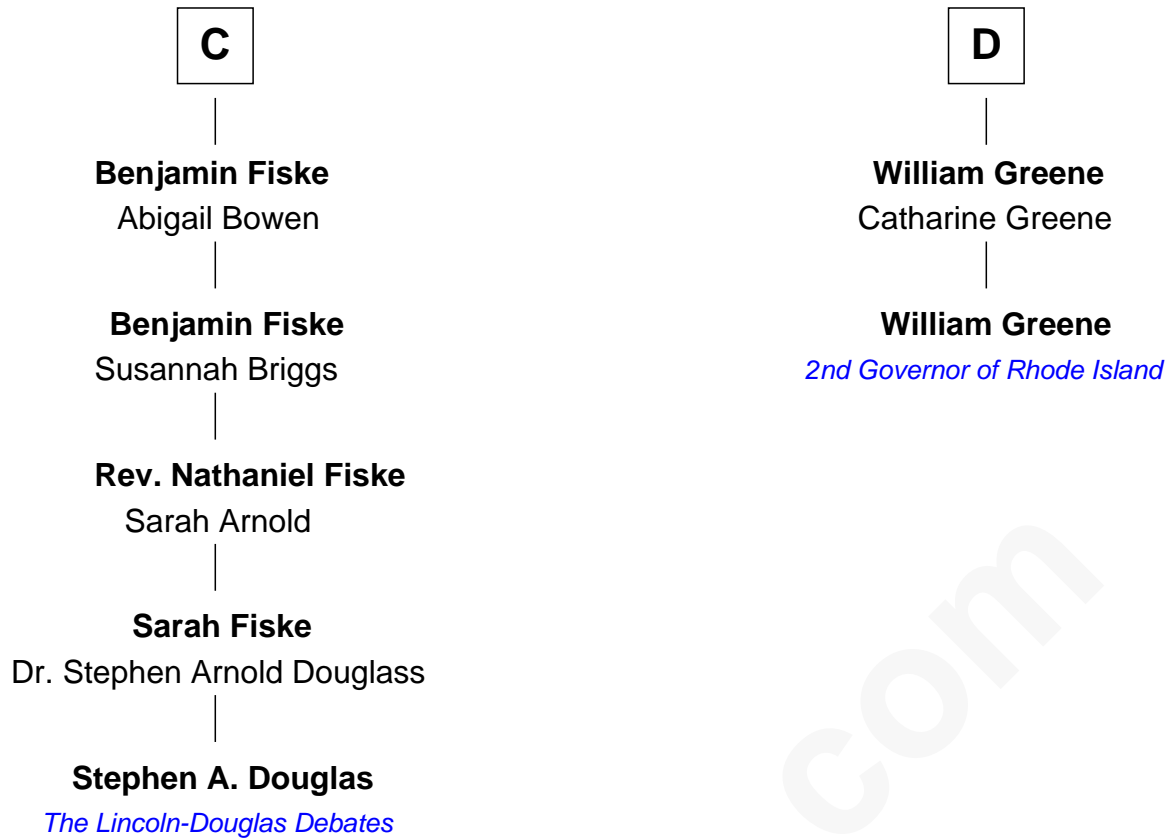 C
Benjamin Fiske
Abigail Bowen
Benjamin Fiske
Susannah Briggs
Rev. Nathaniel Fiske
Sarah Arnold
Sarah Fiske
Dr. Stephen Arnold Douglass
Stephen A. Douglas
The Lincoln-Douglas Debates
D
William Greene
Catharine Greene
William Greene
2nd Governor of Rhode Island
com